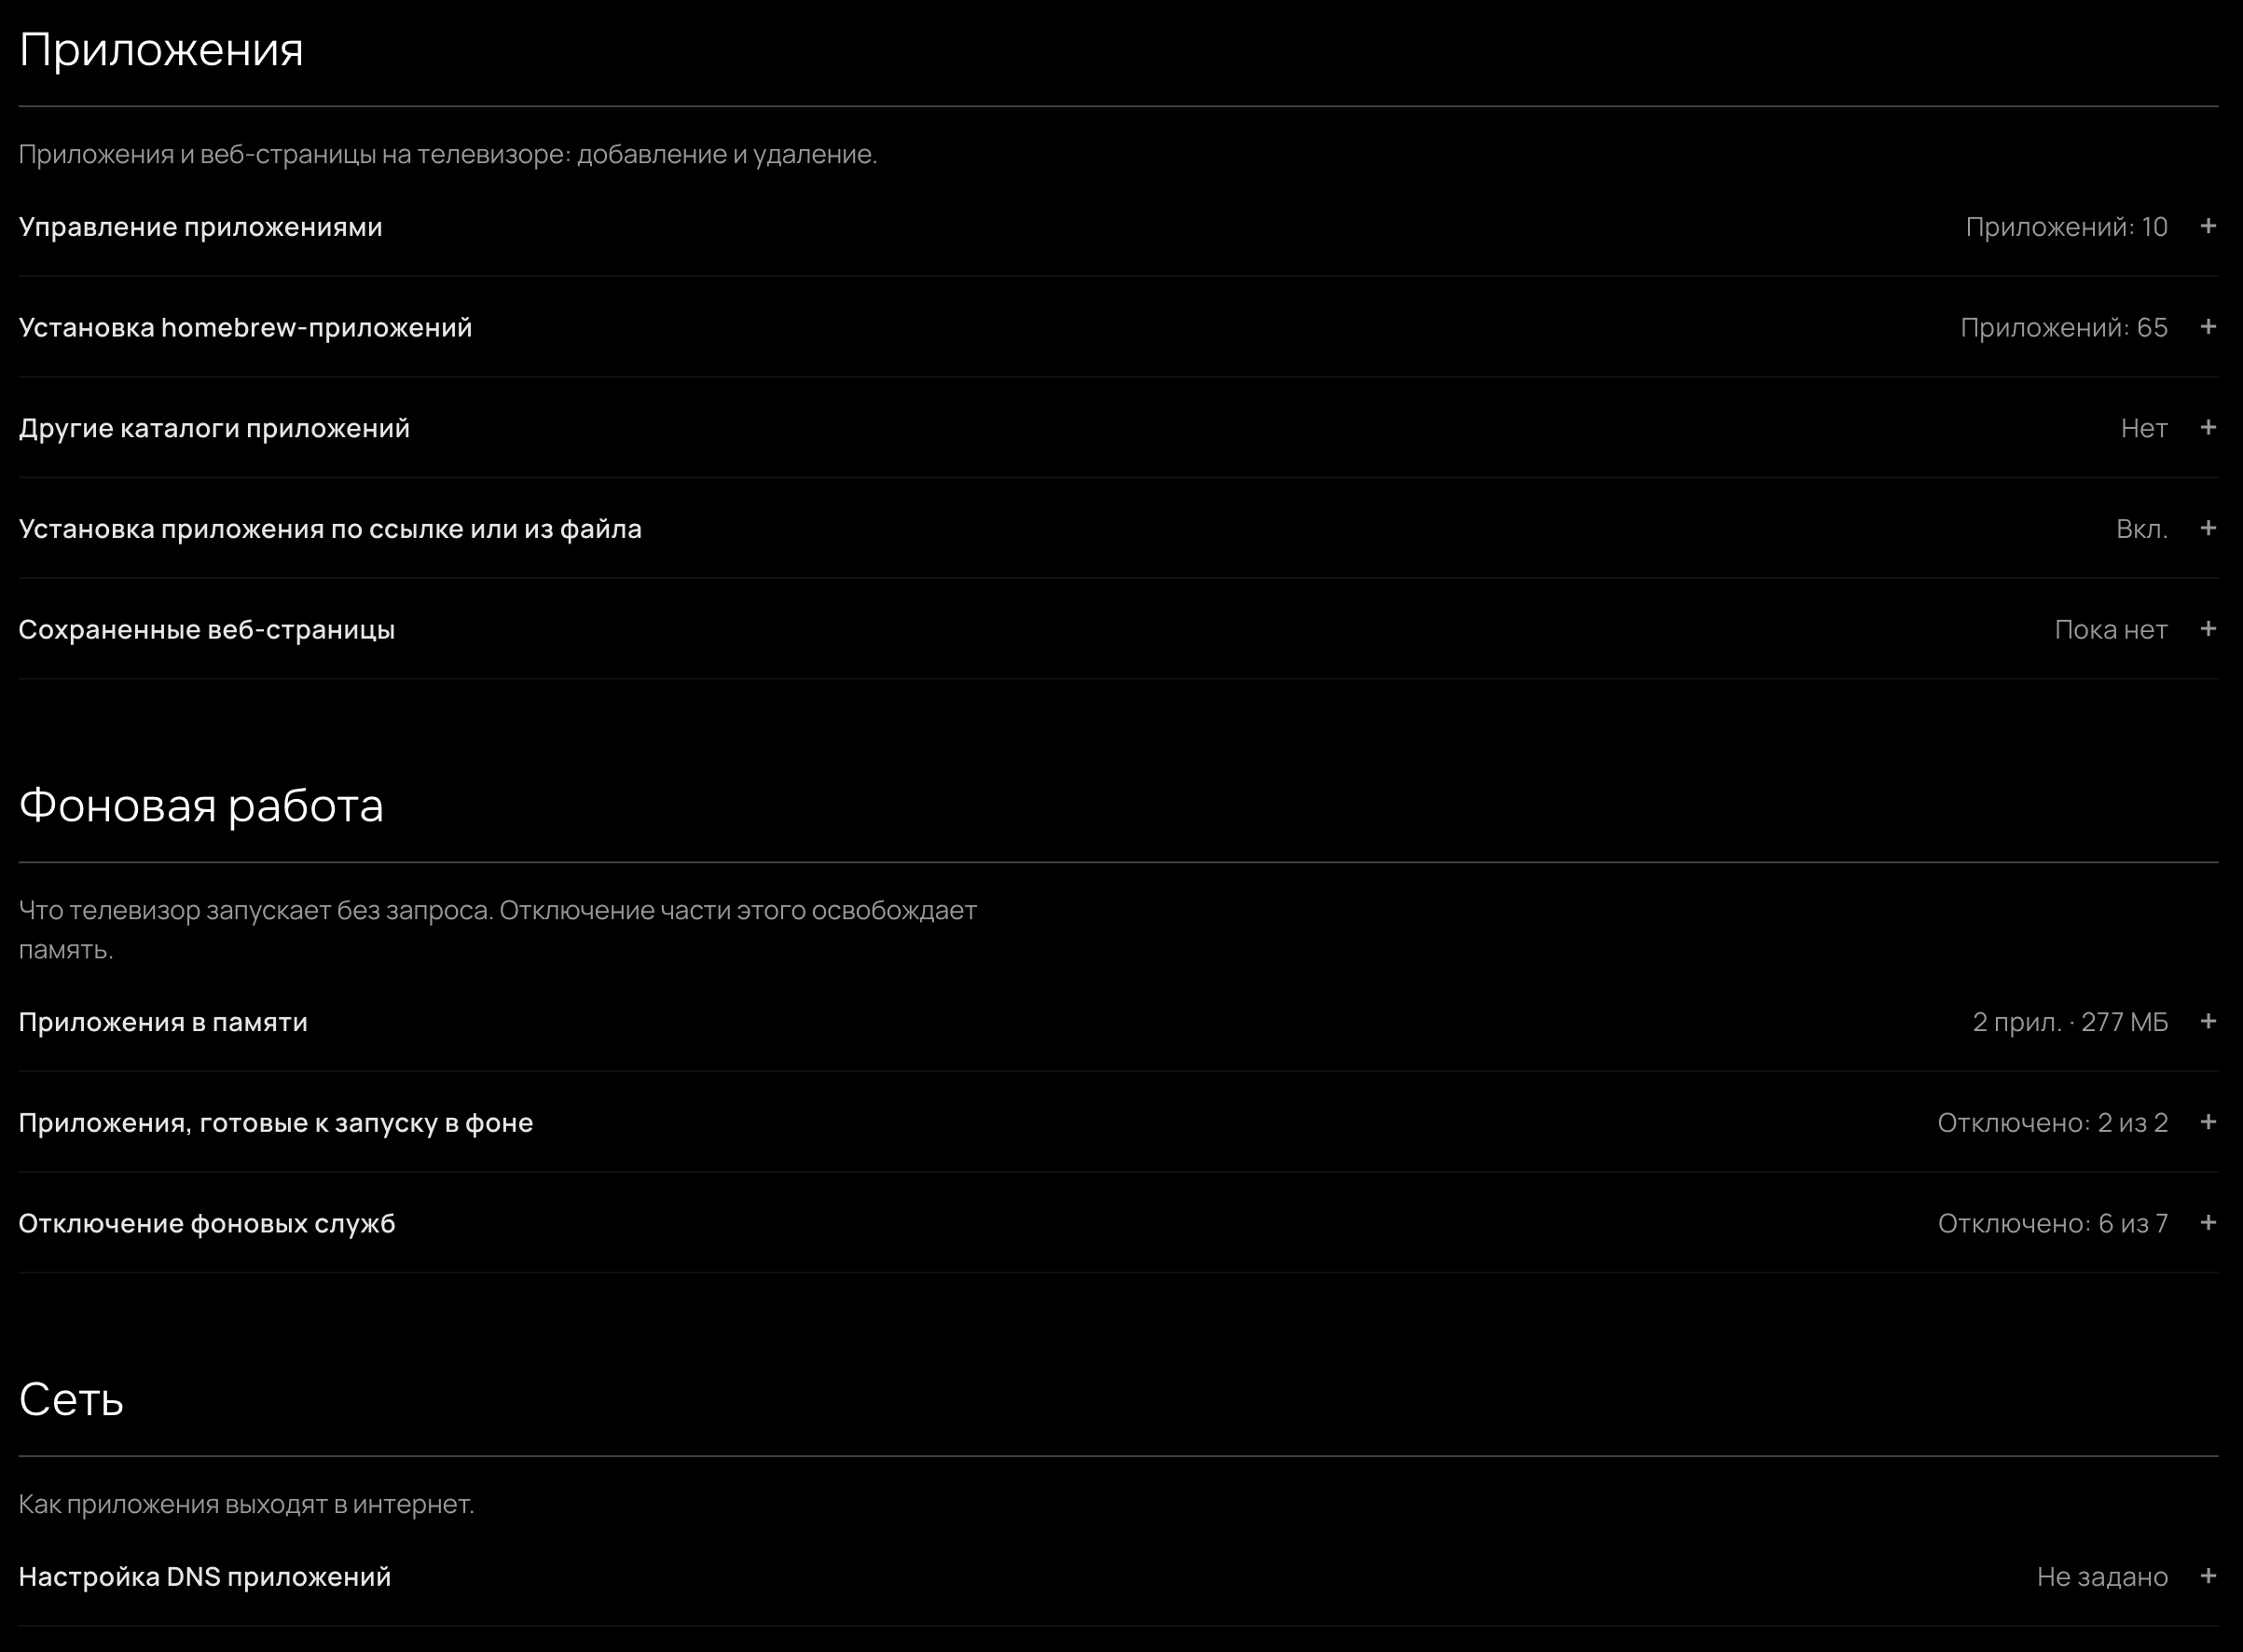 Приложения
Приложения и веб-страницы на телевизоре: добавление и удаление.
Управление приложениями Приложений: 10 +
Установка homebrew-приложений Приложений: 65 +
Другие каталоги приложений Нет +
Установка приложения по ссылке или из файла Вкл. +
Сохраненные веб-страницы Пока нет +
Фоновая работа
Что телевизор запускает без запроса. Отключение части этого освобождает
память.
Приложения в памяти 2 прил. · 277 МБ +
Приложения, готовые к запуску в фоне Отключено: 2 из 2 +
Отключение фоновых служб Отключено: 6 из 7 +
Сеть
Как приложения выходят в интернет.
Настройка DNS приложений Не задано +